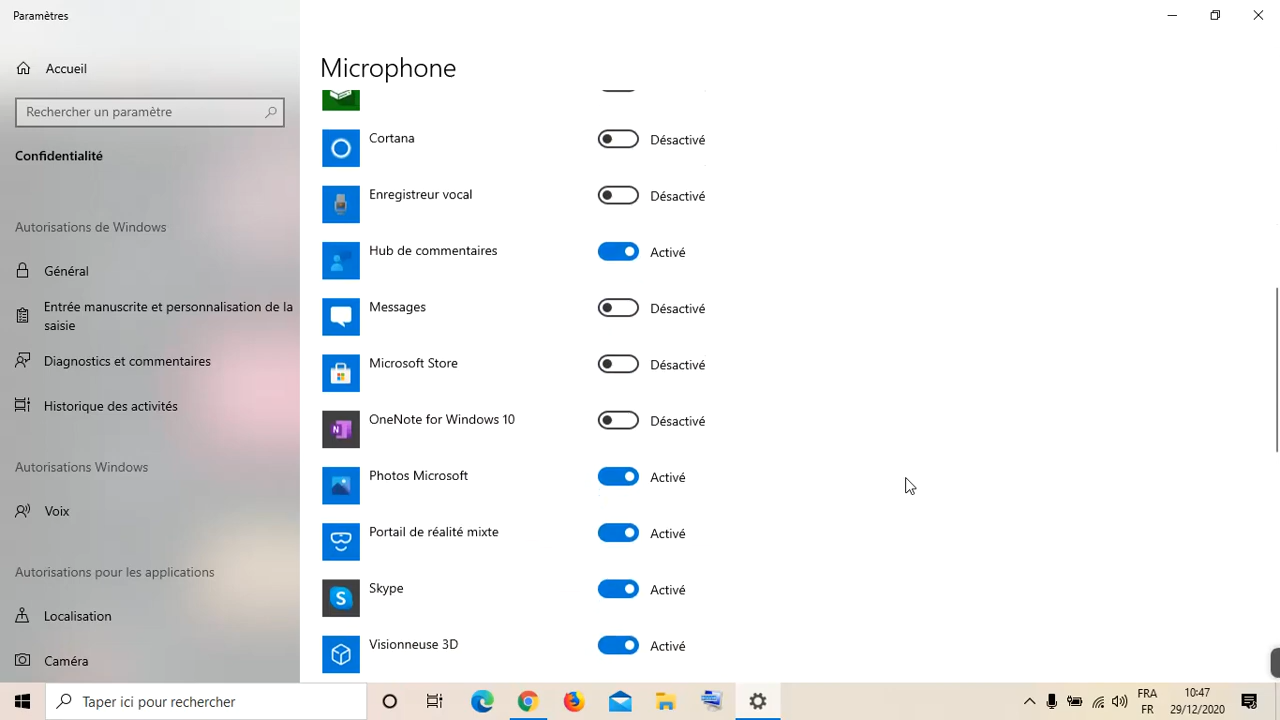 Paramètres
Accueil
Rechercher un paramètre
Confidentialité
Autorisations de Windows
Général
Entrée manuscrite et personnalisation de la
saisie
Diagnostics et commentaires
Historique des activités
Autorisations Windows
Voix
Autorisations pour les applications
Localisation
Caméra
Microphone
Cortana Désactivé
Enregistreur vocal Désactivé
Hub de commentaires Activé
Messages Désactivé
Microsoft Store Désactivé
OneNote for Windows 10 Désactivé
Photos Microsoft Activé
Portail de réalité mixte Activé
Skype Activé
Visionneuse 3D Activé
Taper ici pour rechercher
FRA 10:47
FR 29/12/2020